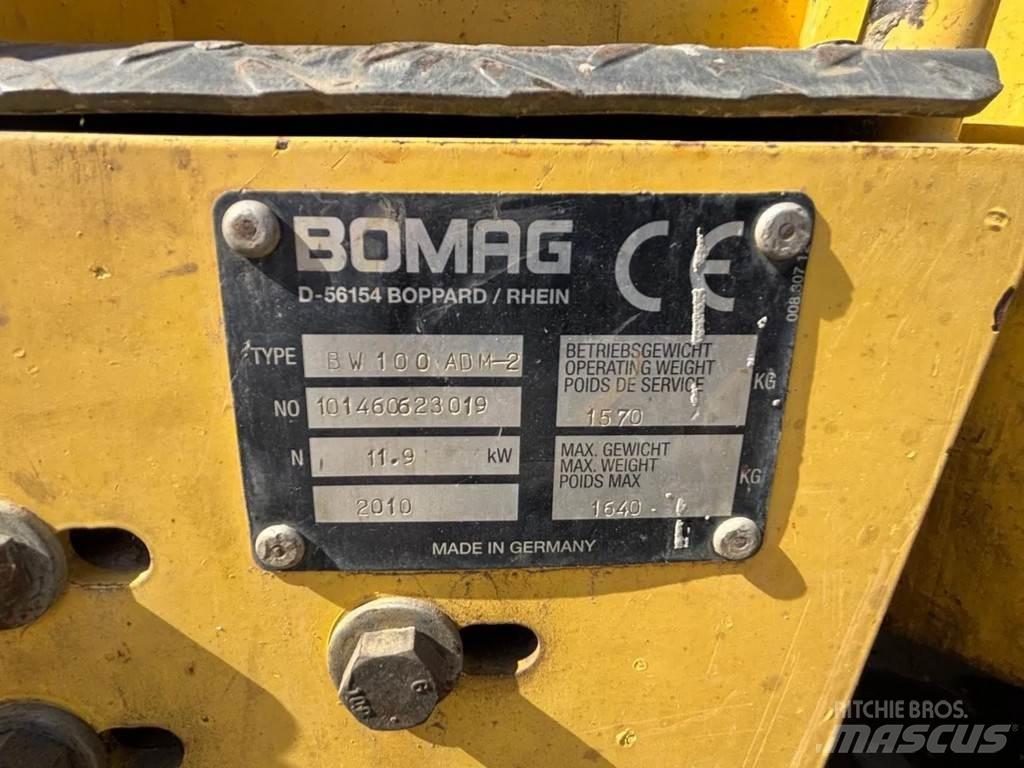 BOMAG
CE
D-56154 BOPPARD / RHEIN
TYPE BW 100 ADM-2
NO 101460623019
N 11.9 kW
2010
BETRIEBSGEWICHT
OPERATING WEIGHT
POIDS DE SERVICE
1570 KG
MAX. GEWICHT
MAX. WEIGHT
POIDS MAX
1640 KG
MADE IN GERMANY
008 307 1
RITCHIE BROS.
MASCUS